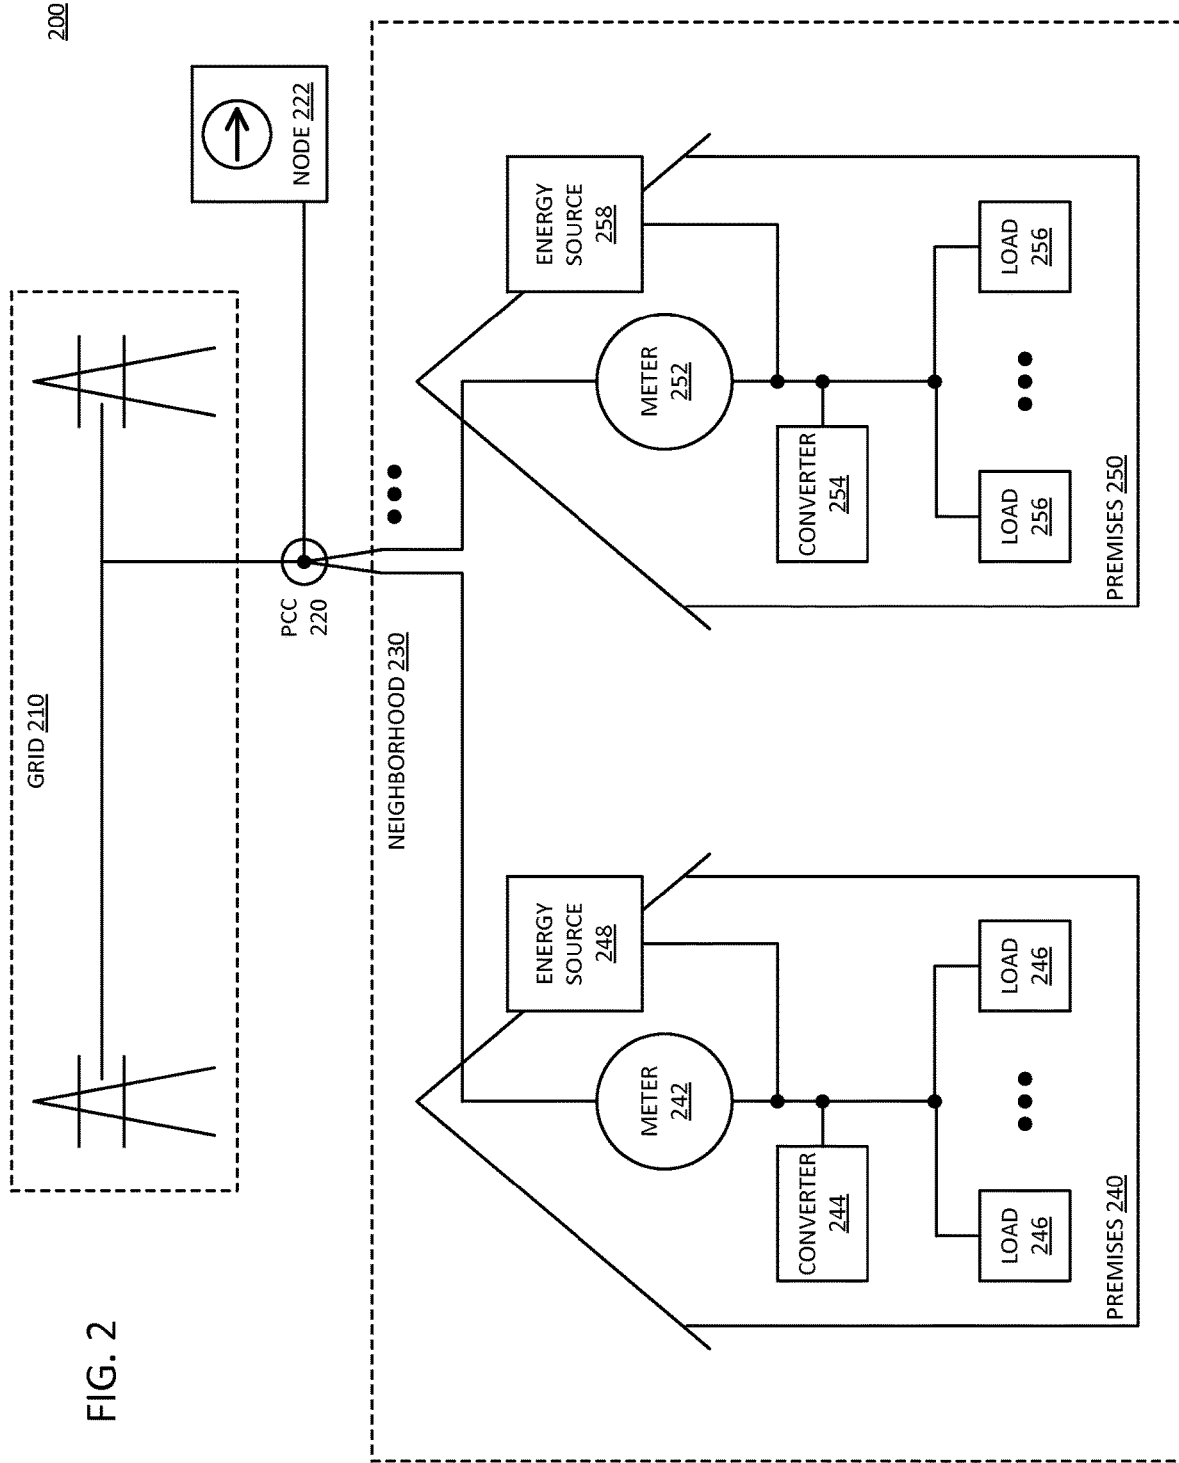 FIG. 2
200
GRID 210
PCC
220
NODE 222
NEIGHBORHOOD 230
ENERGY
SOURCE
248
METER
242
CONVERTER
244
LOAD
246
LOAD
246
PREMISES 240
ENERGY
SOURCE
258
METER
252
CONVERTER
254
LOAD
256
LOAD
256
PREMISES 250